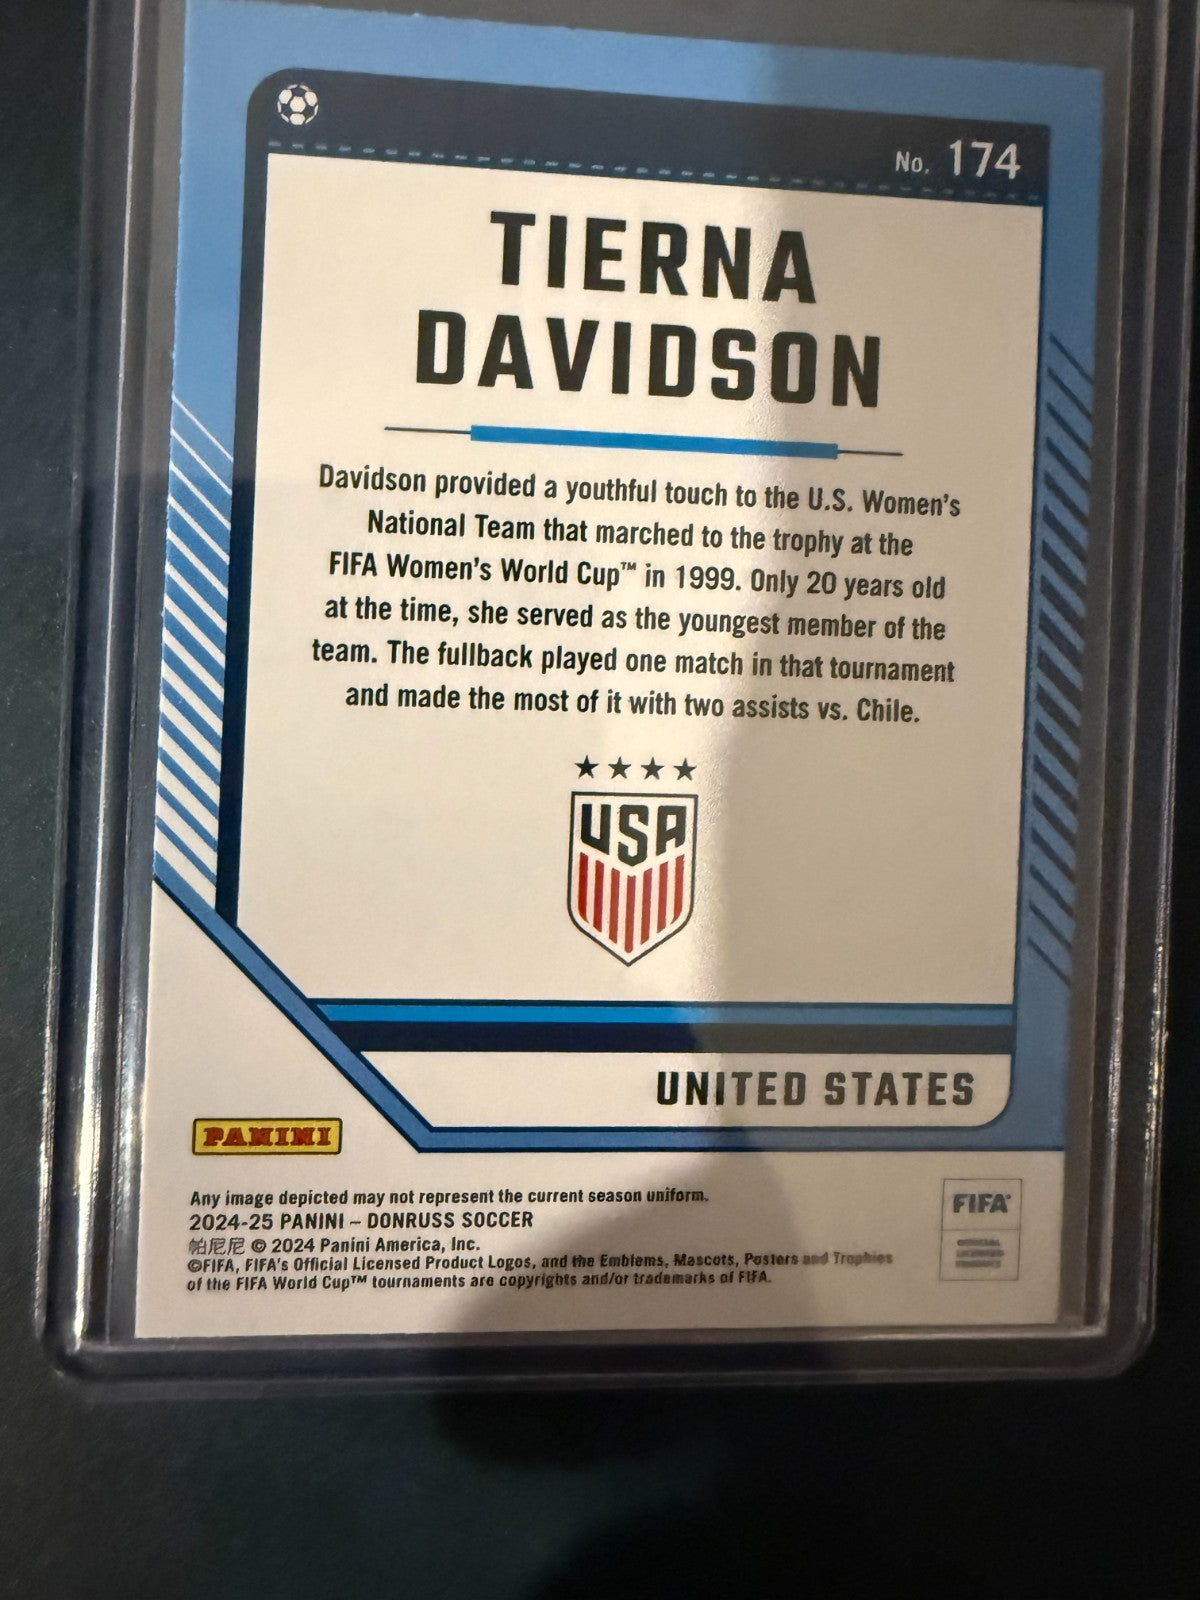 No. 174
TIERNA
DAVIDSON
Davidson provided a youthful touch to the U.S. Women's
National Team that marched to the trophy at the
FIFA Women's World Cup™ in 1999. Only 20 years old
at the time, she served as the youngest member of the
team. The fullback played one match in that tournament
and made the most of it with two assists vs. Chile.
USA
UNITED STATES
PANINI
Any image depicted may not represent the current season uniform.
2024-25 PANINI – DONRUSS SOCCER
帕尼尼 © 2024 Panini America, Inc.
©FIFA, FIFA's Official Licensed Product Logos, and the Emblems, Mascots, Posters and Trophies
of the FIFA World Cup™ tournaments are copyrights and/or trademarks of FIFA.
FIFA
OFFICIAL
LICENSED
PRODUCT